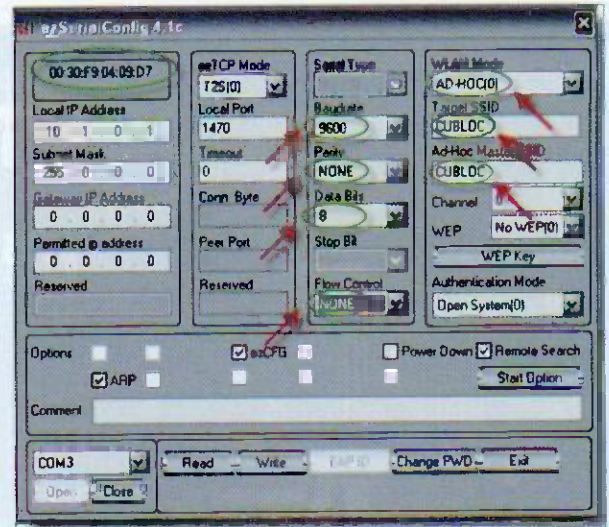 ezSerialConfig 4.1c
00:30:F9:04:09:D7
Local IP Address
10 1 0 1
Subnet Mask
255 0 0 0
Gateway IP Address
0 0 0 0
Permitted ip address
0 0 0 0
Reserved
ezTCP Mode
T2S(0)
Local Port
1470
Timeout
0
Conn. Byte
Peer Port
Reserved
Serial Type
Baudrate
9600
Parity
NONE
Data Bits
8
Stop Bit
Flow Control
NONE
WLAN Mode
AD-HOC(0)
Target SSID
CUBLOC
Ad-Hoc Master SSID
CUBLOC
Channel
WEP
No WEP(0)
WEP Key
Authentication Mode
Open System(0)
Options
ezCFG
Power Down
Remote Search
ARP
Start Option
Comment
COM3
Open
Close
Read
Write
Change PWD
Exit